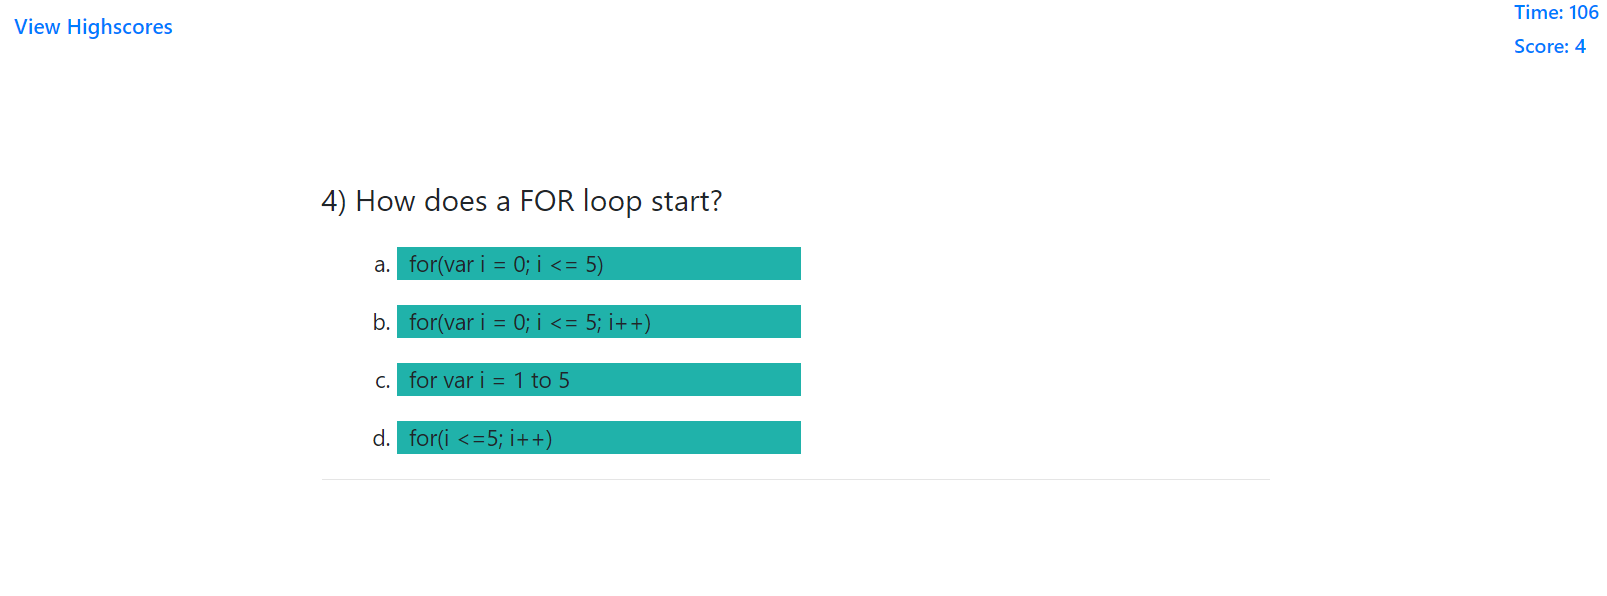 View Highscores
Time: 106
Score: 4
4) How does a FOR loop start?
a. for(var i = 0; i <= 5)
b. for(var i = 0; i <= 5; i++)
c. for var i = 1 to 5
d. for(i <=5; i++)